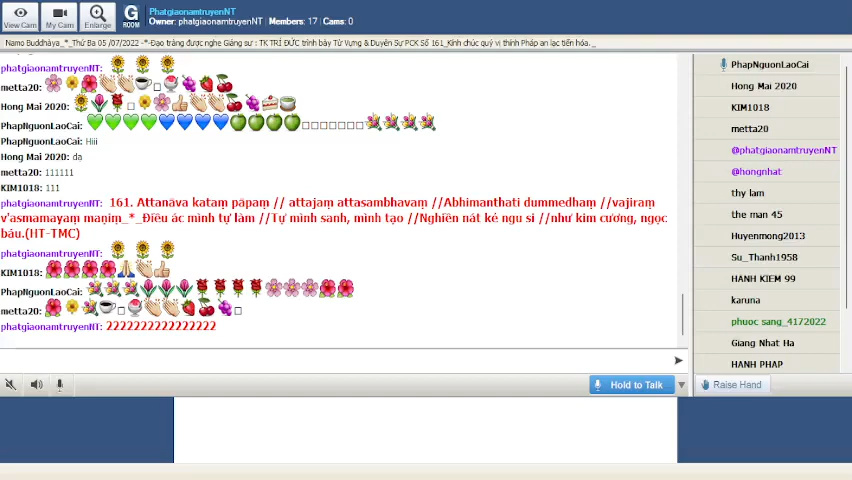 PhatgiaonamtruyenNT
Owner: phatgiaonamtruyenNT | Members: 17 | Cams: 0
View Cam
My Cam
Enlarge
G ROOM
Namo Buddhàya_*_Thứ Ba 05 /07/2022 -*-Đạo tràng được nghe Giảng sư : TK TRÍ ĐỨC trình bày Từ Vựng & Duyên Sự PCK Số 161_Kính chúc quý vị thính Pháp an lạc tiến hóa._
phatgiaonamtruyenNT:
metta20:
Hong Mai 2020:
PhapNguonLaoCai:
PhapNguonLaoCai: Hiii
Hong Mai 2020: dạ
metta20: 111111
KIM1018: 111
phatgiaonamtruyenNT: 161. Attanāva kataṃ pāpaṃ // attajaṃ attasambhavaṃ //Abhimanthati dummedhaṃ //vajiraṃ
v'asmamayaṃ maṇiṃ_*_Điều ác mình tự làm //Tự mình sanh, mình tạo //Nghiền nát kẻ ngu si //như kim cương, ngọc
báu.(HT-TMC)
phatgiaonamtruyenNT:
KIM1018:
PhapNguonLaoCai:
metta20:
phatgiaonamtruyenNT: 2222222222222222
Hold to Talk
PhapNguonLaoCai
Hong Mai 2020
KIM1018
metta20
@phatgiaonamtruyenNT
@hongnhat
thy lam
the man 45
Huyenmong2013
Su_Thanh1958
HANH KIEM 99
karuna
phuoc sang_4172022
Giang Nhat Ha
HANH PHAP
Raise Hand